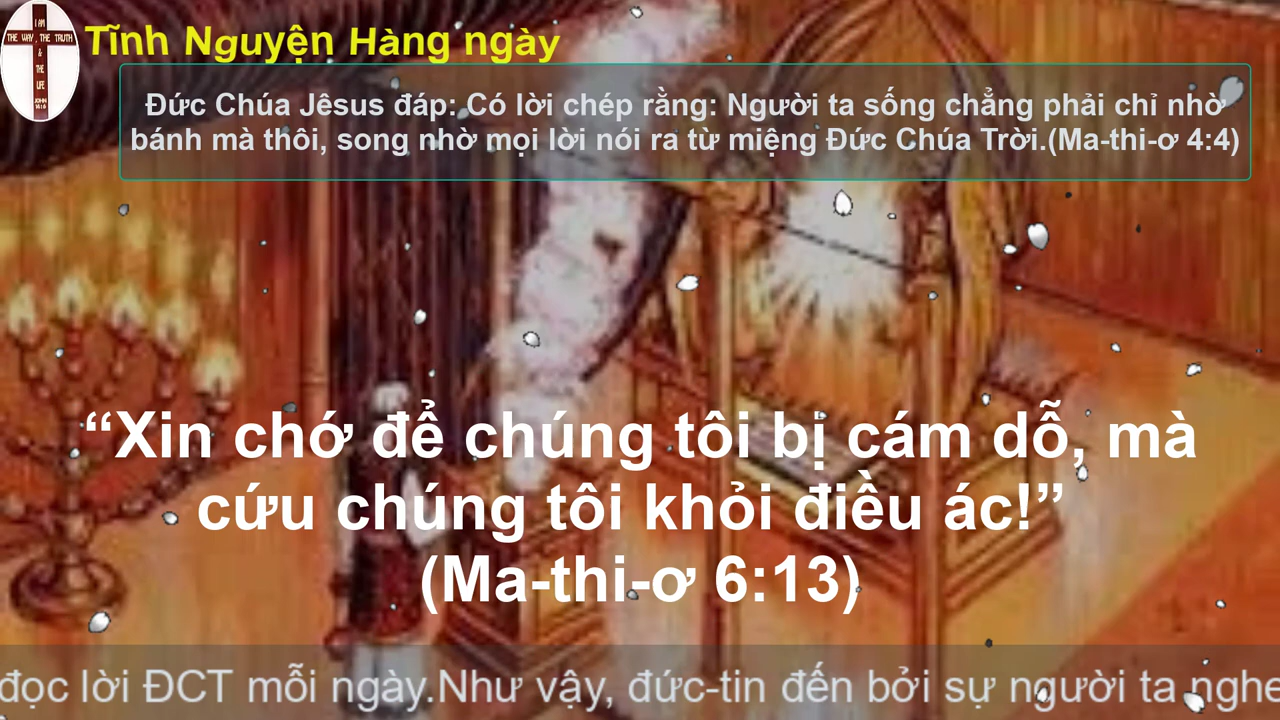 I AM
THE WAY, THE TRUTH
&
THE
LIFE
JOHN
14:6
Tĩnh Nguyện Hàng ngày
Đức Chúa Jêsus đáp: Có lời chép rằng: Người ta sống chẳng phải chỉ nhờ
bánh mà thôi, song nhờ mọi lời nói ra từ miệng Đức Chúa Trời.(Ma-thi-ơ 4:4)
“Xin chớ để chúng tôi bị cám dỗ, mà
cứu chúng tôi khỏi điều ác!”
(Ma-thi-ơ 6:13)
đọc lời ĐCT mỗi ngày.Như vậy, đức-tin đến bởi sự người ta nghe